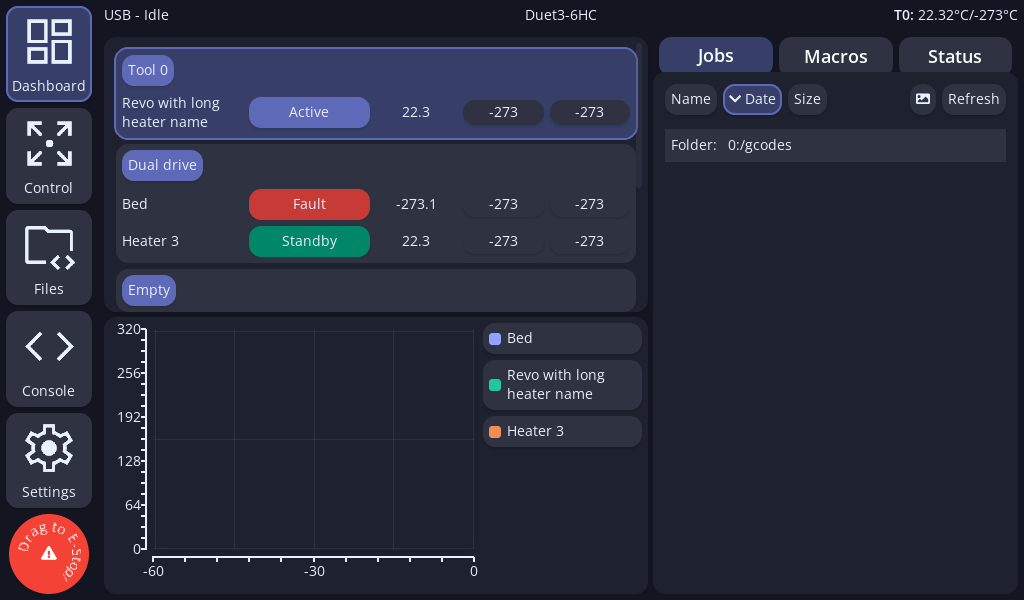 USB - Idle
Duet3-6HC
T0: 22.32°C/-273°C
Dashboard
Control
Files
Console
Settings
Drag to E-Stop!
Tool 0
Revo with long
heater name
Active
22.3
-273
-273
Dual drive
Bed
Fault
-273.1
-273
-273
Heater 3
Standby
22.3
-273
-273
Empty
320
256
192
128
64
0
-60
-30
0
Bed
Revo with long
heater name
Heater 3
Jobs
Macros
Status
Name
Date
Size
Refresh
Folder: 0:/gcodes